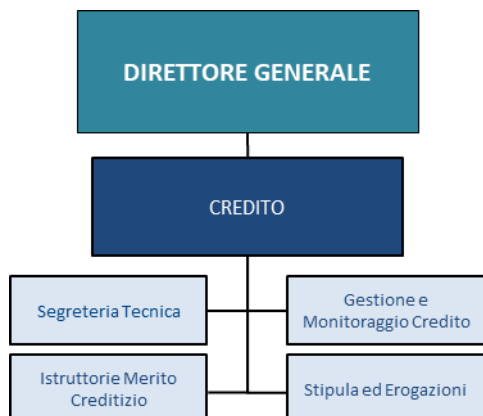 DIRETTORE GENERALE
CREDITO
Segreteria Tecnica
Gestione e
Monitoraggio Credito
Istruttorie Merito
Creditizio
Stipula ed Erogazioni